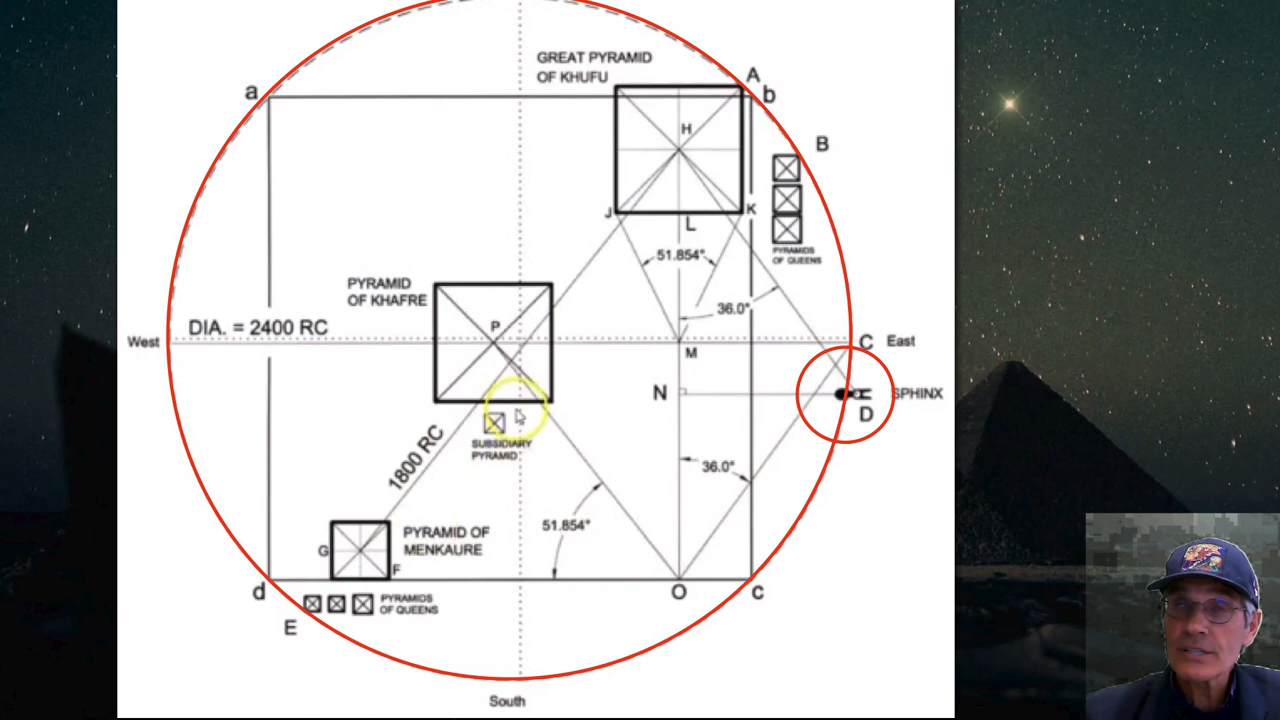 GREAT PYRAMID
OF KHUFU
A
a
b
H
B
J
K
L
PYRAMIDS
OF QUEENS
51.854°
PYRAMID
OF KHAFRE
36.0°
DIA. = 2400 RC
P
West
C
East
M
N
SPHINX
D
SUBSIDIARY
PYRAMID
1800 RC
36.0°
51.854°
PYRAMID OF
MENKAURE
G
F
d
O
c
PYRAMIDS
OF QUEENS
E
South